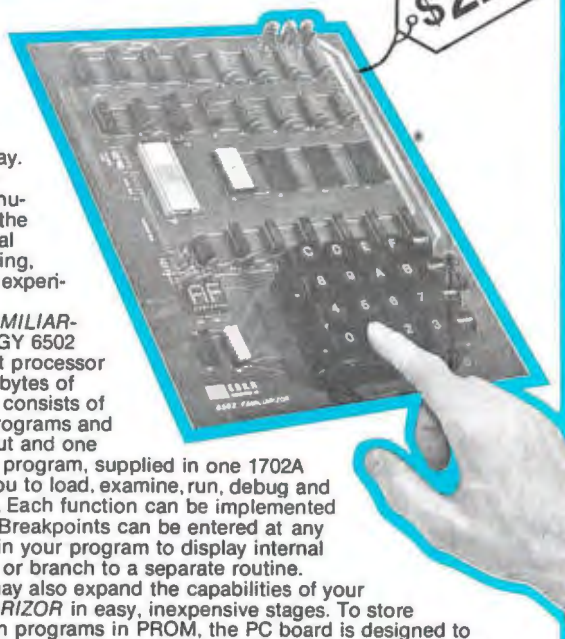 $2
ay.
nu-
the
al
ing,
experi-
MILIAR-
GY 6502
t processor
bytes of
consists of
rograms and
ut and one
program, supplied in one 1702A
you to load, examine, run, debug and
. Each function can be implemented
Breakpoints can be entered at any
in your program to display internal
or branch to a separate routine.
may also expand the capabilities of your
RIZOR in easy, inexpensive stages. To store
n programs in PROM, the PC board is designed to
C D E F
8 9 A B
4 5 6 7
0 2 3
6502 FAMILIARIZOR